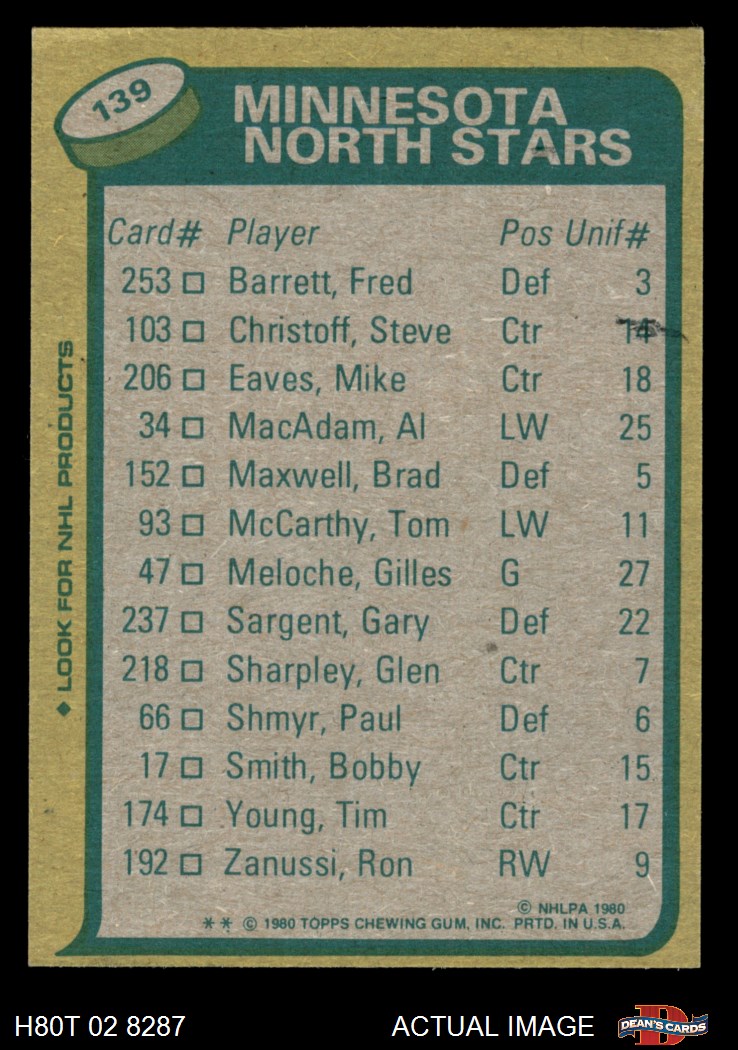 139
MINNESOTA
NORTH STARS
Card# Player Pos Unif#
253 □ Barrett, Fred Def 3
103 □ Christoff, Steve Ctr 14
206 □ Eaves, Mike Ctr 18
34 □ MacAdam, Al LW 25
152 □ Maxwell, Brad Def 5
93 □ McCarthy, Tom LW 11
47 □ Meloche, Gilles G 27
237 □ Sargent, Gary Def 22
218 □ Sharpley, Glen Ctr 7
66 □ Shmyr, Paul Def 6
17 □ Smith, Bobby Ctr 15
174 □ Young, Tim Ctr 17
192 □ Zanussi, Ron RW 9
© NHLPA 1980
** © 1980 TOPPS CHEWING GUM, INC. PRTD. IN U.S.A.
◆ LOOK FOR NHL PRODUCTS
H80T 02 8287 ACTUAL IMAGE
D
DEAN'S CARDS